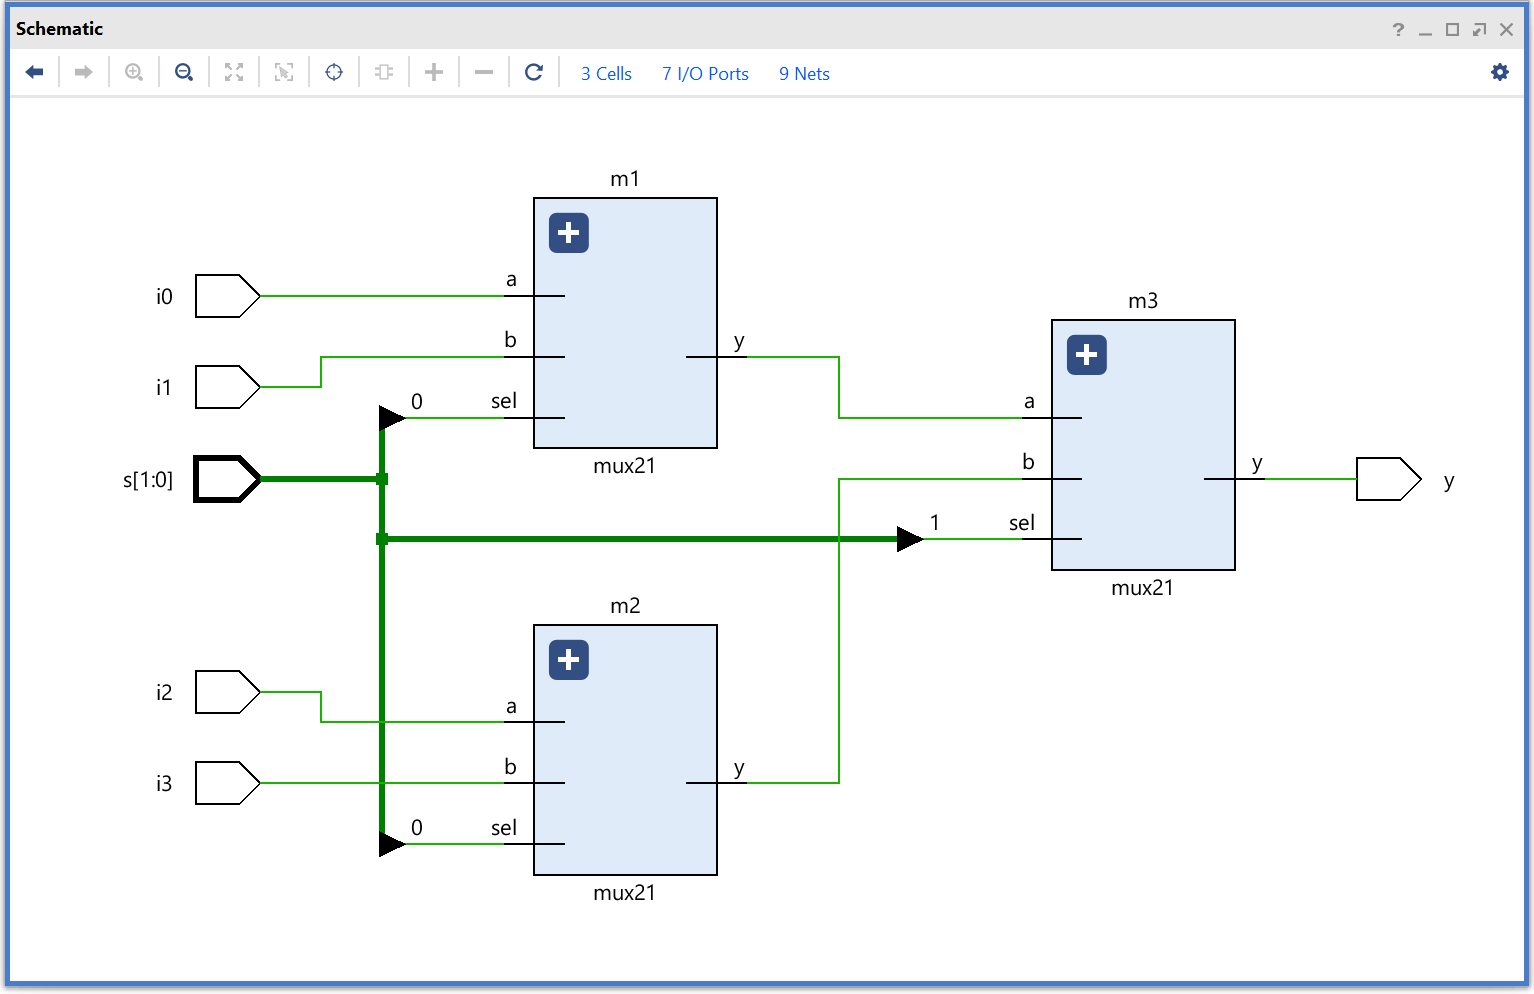 Schematic
3 Cells 7 I/O Ports 9 Nets
m1
a
i0
b
y
i1
0 sel
mux21
s[1:0]
m3
a
b
y
y
1 sel
mux21
m2
i2
a
b
y
i3
0 sel
mux21